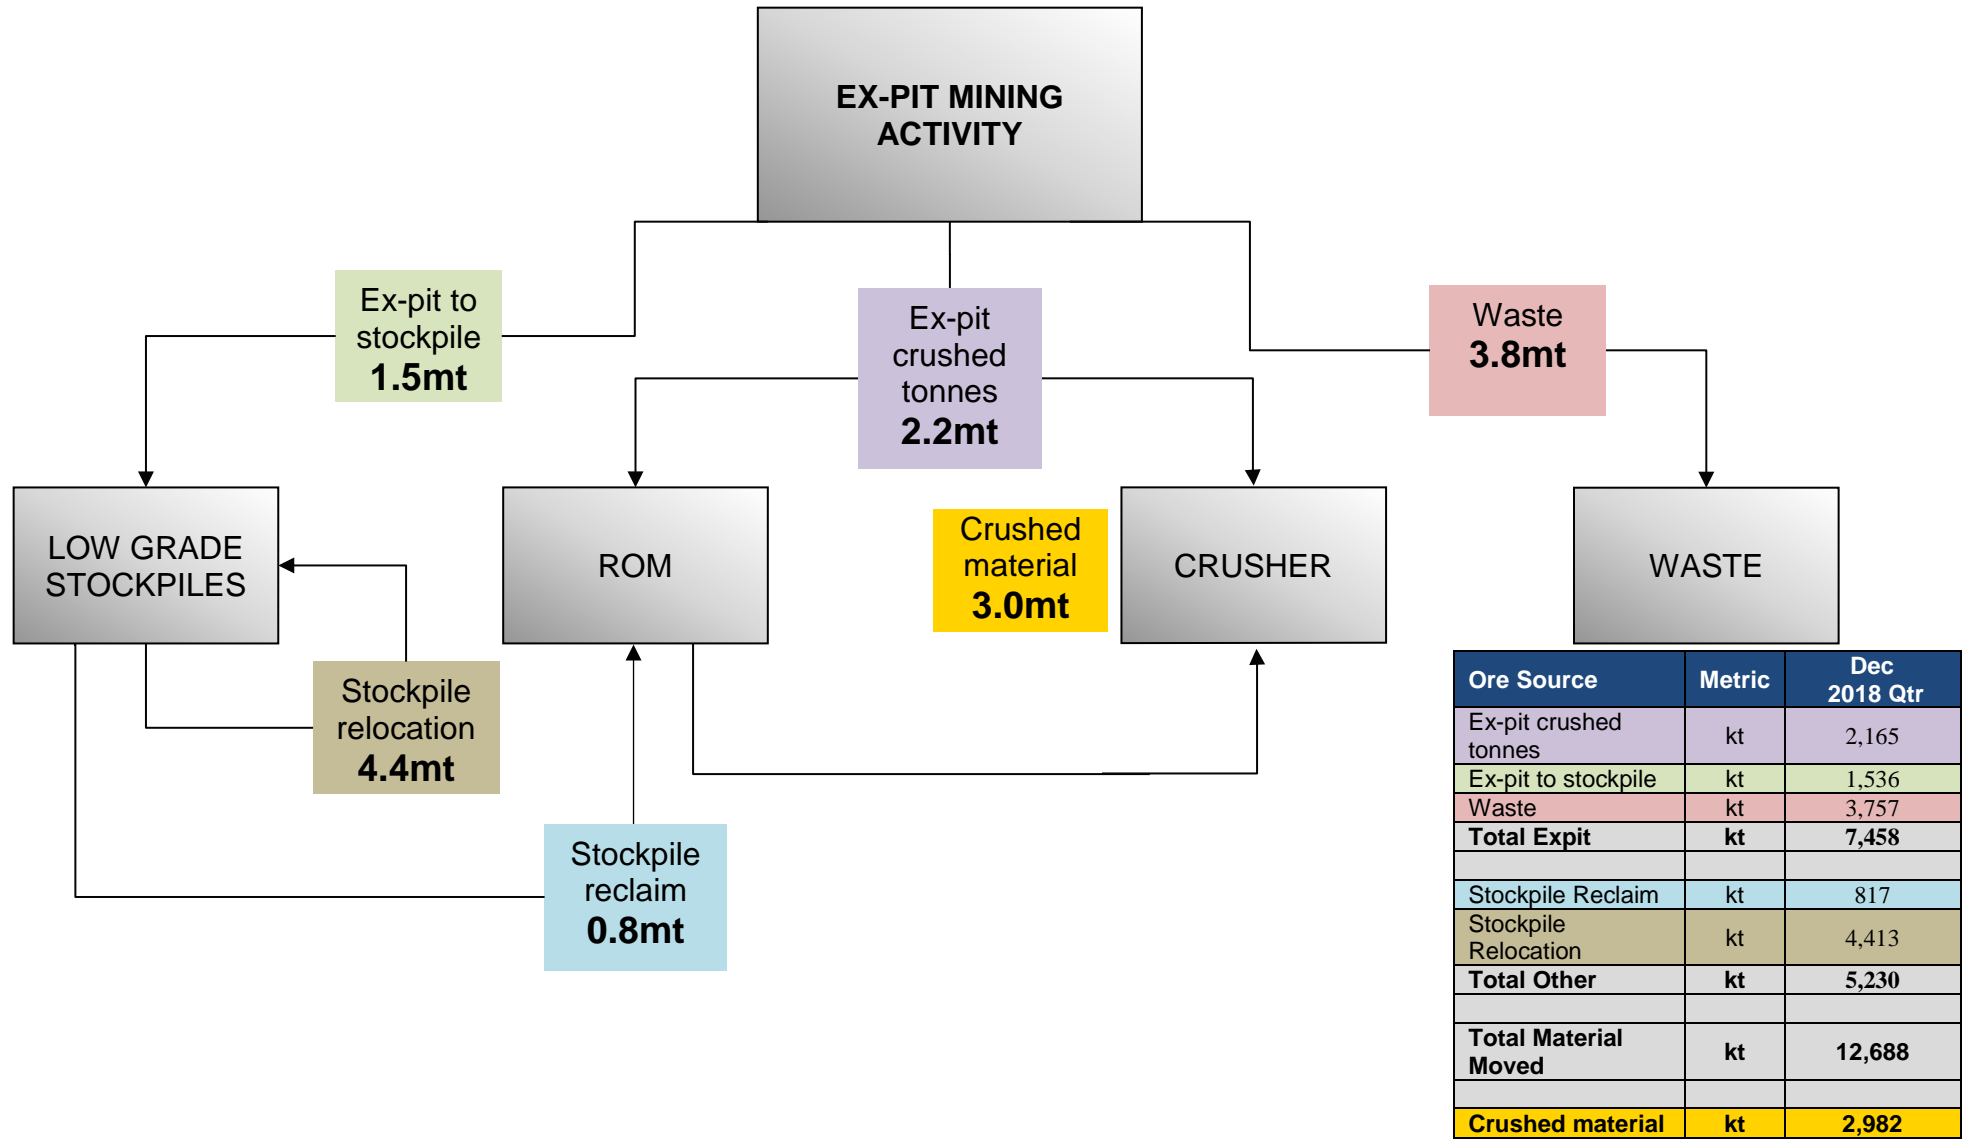 EX-PIT MINING
ACTIVITY
Ex-pit to
stockpile
1.5mt
Ex-pit
crushed
tonnes
2.2mt
Waste
3.8mt
LOW GRADE
STOCKPILES
ROM
Crushed
material
3.0mt
CRUSHER
WASTE
Stockpile
relocation
4.4mt
Stockpile
reclaim
0.8mt
Ore Source Metric Dec
2018 Qtr
Ex-pit crushed
tonnes kt 2,165
Ex-pit to stockpile kt 1,536
Waste kt 3,757
Total Expit kt 7,458
Stockpile Reclaim kt 817
Stockpile
Relocation kt 4,413
Total Other kt 5,230
Total Material
Moved kt 12,688
Crushed material kt 2,982